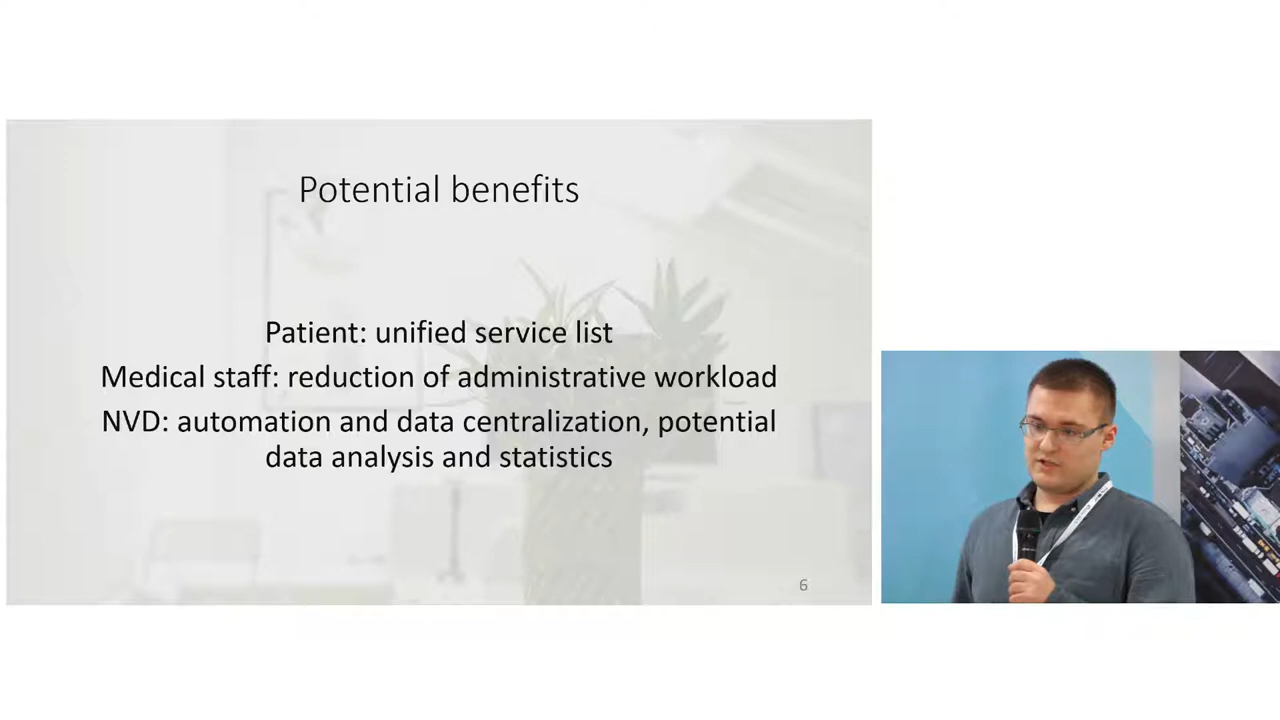 Potential benefits
Patient: unified service list
Medical staff: reduction of administrative workload
NVD: automation and data centralization, potential
data analysis and statistics
6